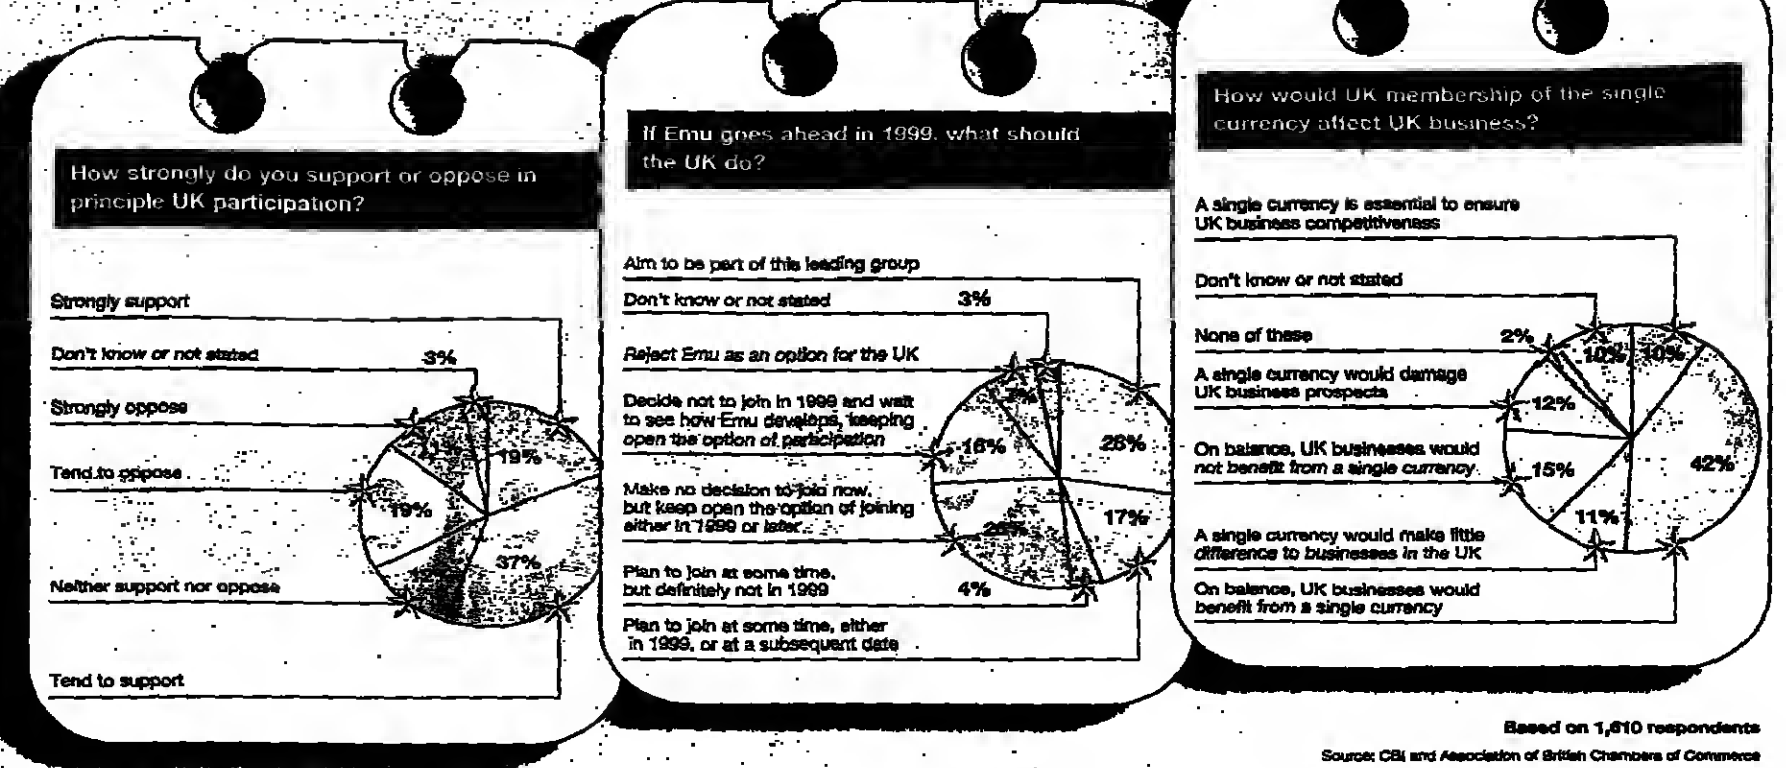 How strongly do you support or oppose in
principle UK participation?
Strongly support
Don't know or not stated 3%
Strongly oppose
Tend to oppose
Neither support nor oppose
Tend to support
19%
19%
37%
If Emu goes ahead in 1999, what should
the UK do?
Aim to be part of this leading group
Don't know or not stated 3%
Reject Emu as an option for the UK
Decide not to join in 1999 and wait
to see how Emu develops, keeping
open the option of participation
Make no decision to join now,
but keep open the option of joining
either in 1999 or later
Plan to join at some time,
but definitely not in 1999 4%
Plan to join at some time, either
in 1999, or at a subsequent date
7%
16%
26%
17%
How would UK membership of the single
currency affect UK business?
A single currency is essential to ensure
UK business competitiveness
Don't know or not stated
None of these 2%
A single currency would damage
UK business prospects
On balance, UK businesses would
not benefit from a single currency
A single currency would make little
difference to businesses in the UK
On balance, UK businesses would
benefit from a single currency
10% 10%
12%
15%
11%
42%
Based on 1,610 respondents
Source: CBI and Association of British Chambers of Commerce